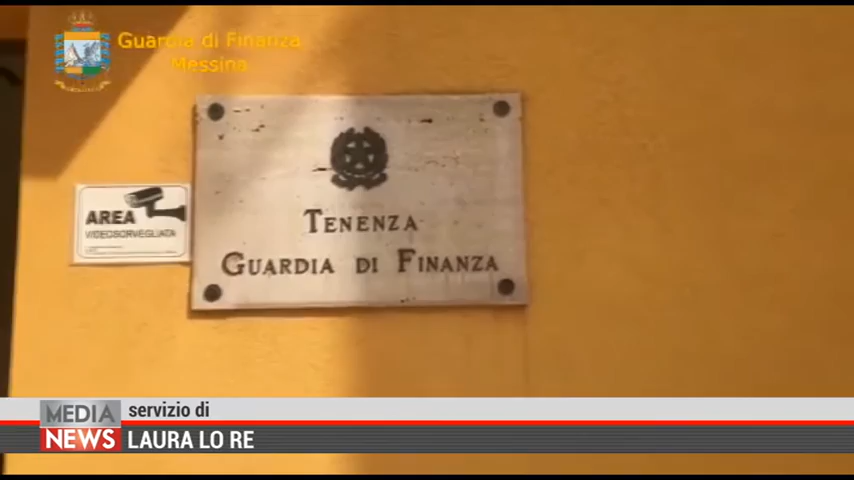 Guardia di Finanza
Messina
AREA
VIDEOSORVEGLIATA
TENENZA
GUARDIA DI FINANZA
MEDIA
NEWS
servizio di
LAURA LO RE